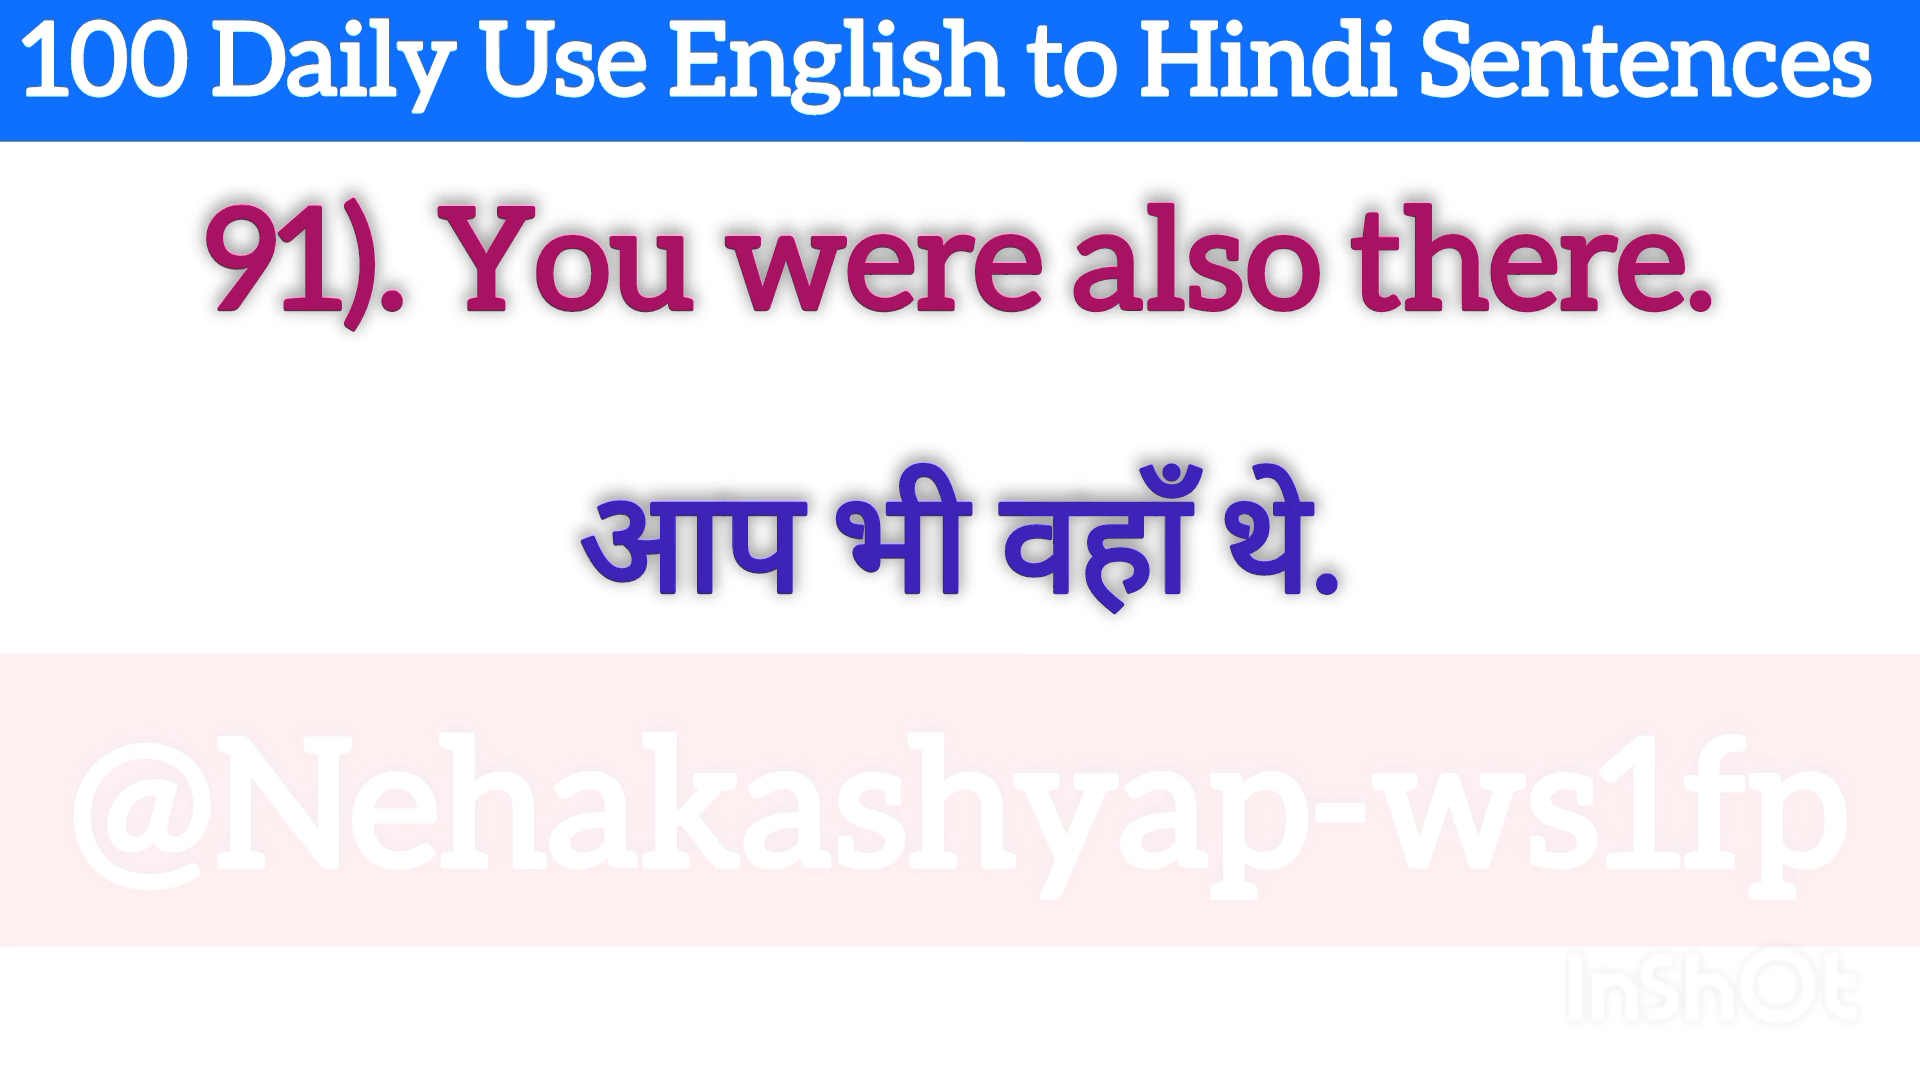 100 Daily Use English to Hindi Sentences
91). You were also there.
आप भी वहाँ थे.
@Nehakashyap-ws1fp
InShOt